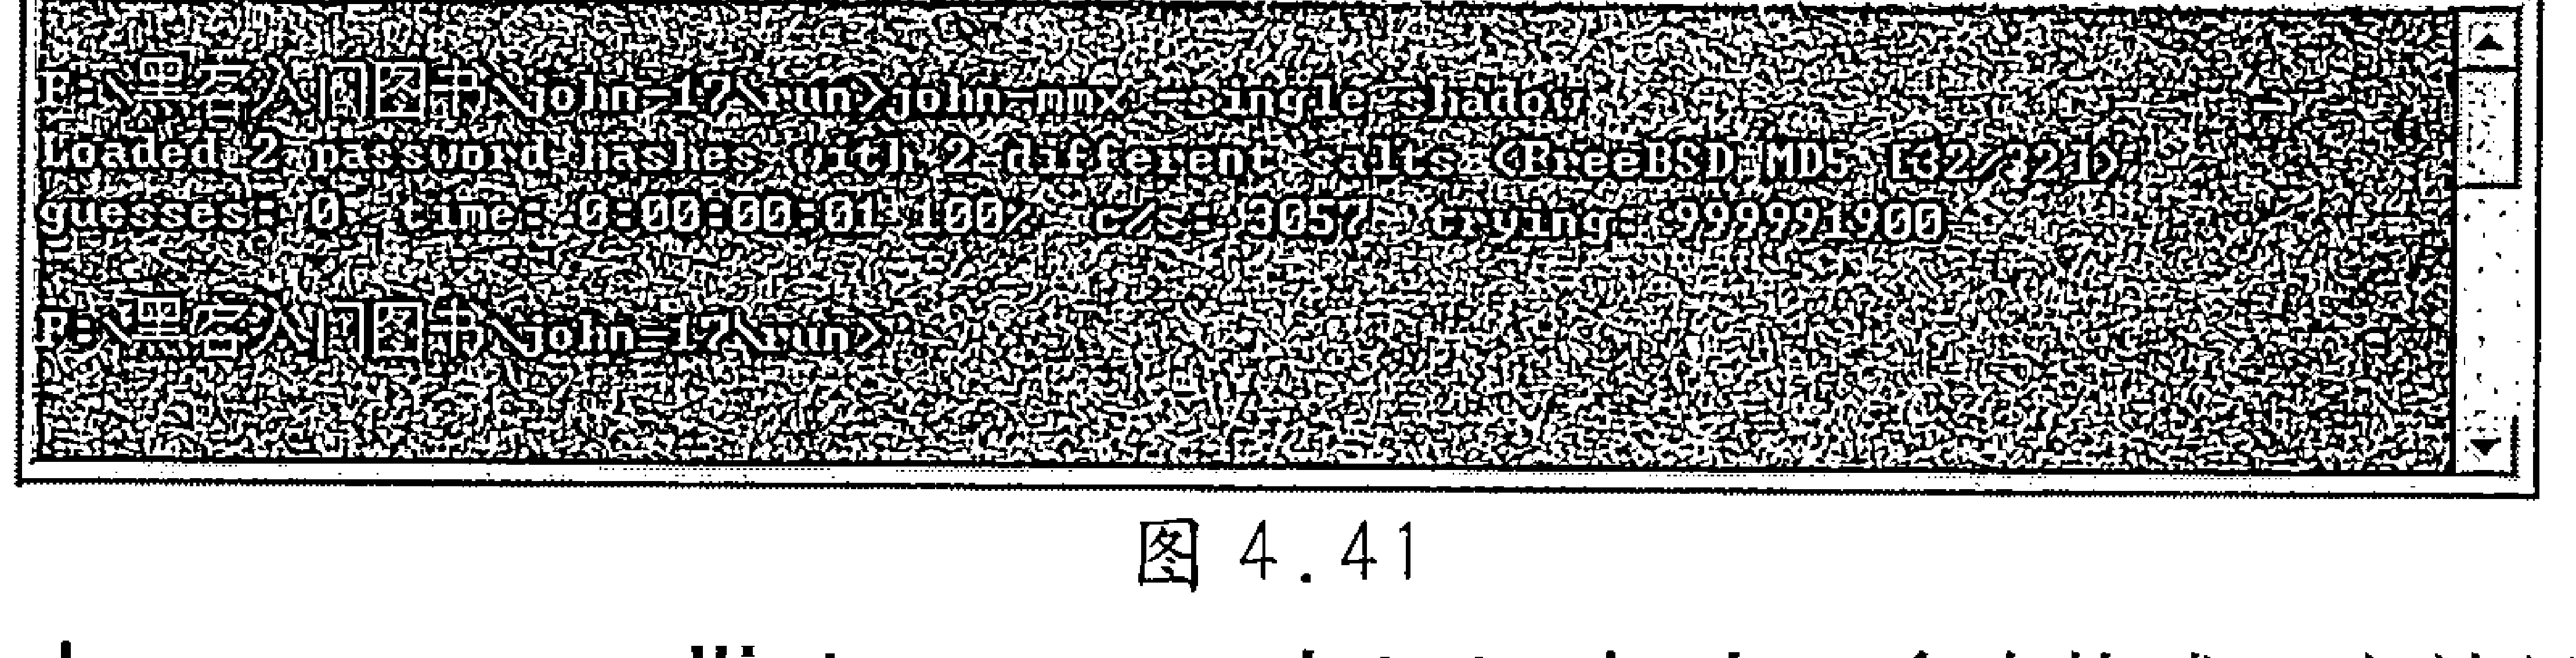 F:\黑客入门图书\john-17\run>john-mmx -single shadow
Loaded 2 password hashes with 2 different salts (FreeBSD MD5 [32/32])
guesses: 0 time: 0:00:00:01 100% c/s: 3057 trying: 999991900
F:\黑客入门图书\john-17\run>
图 4.41